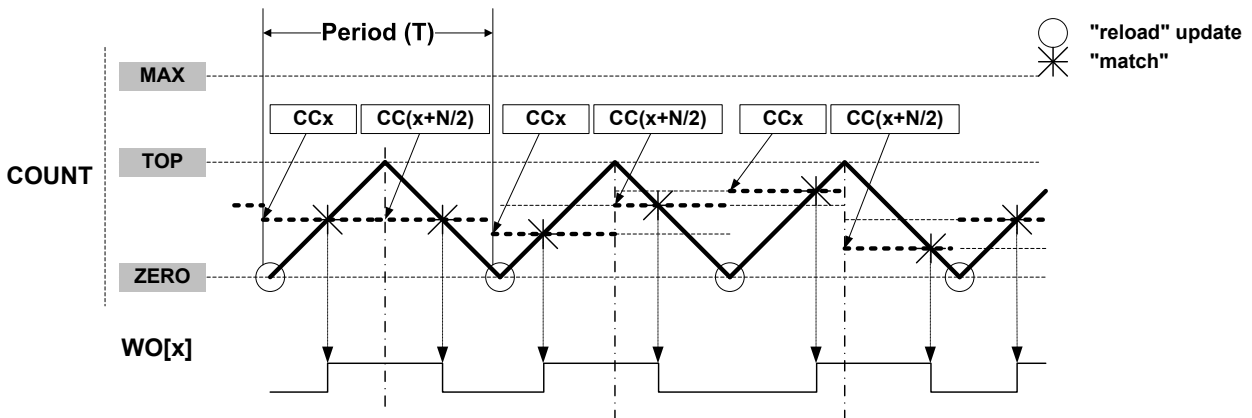 Period (T)
"reload" update
"match"
MAX
CCx
CC(x+N/2)
CCx
CC(x+N/2)
CCx
CC(x+N/2)
TOP
COUNT
ZERO
WO[x]